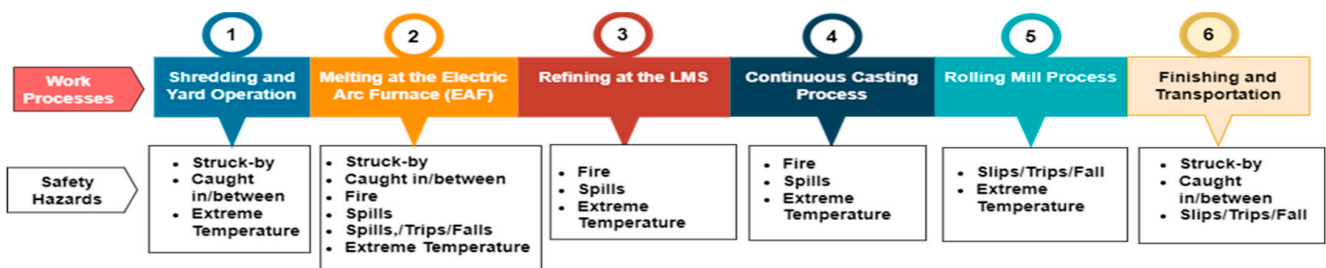 1
2
3
4
5
6
Work
Processes
Shredding and
Yard Operation
Melting at the Electric
Arc Furnace (EAF)
Refining at the LMS
Continuous Casting
Process
Rolling Mill Process
Finishing and
Transportation
Safety
Hazards
• Struck-by
• Caught
in/between
• Extreme
Temperature
• Struck-by
• Caught in/between
• Fire
• Spills
• Spills,/Trips/Falls
• Extreme Temperature
• Fire
• Spills
• Extreme
Temperature
• Fire
• Spills
• Extreme
Temperature
• Slips/Trips/Fall
• Extreme
Temperature
• Struck-by
• Caught
in/between
• Slips/Trips/Fall